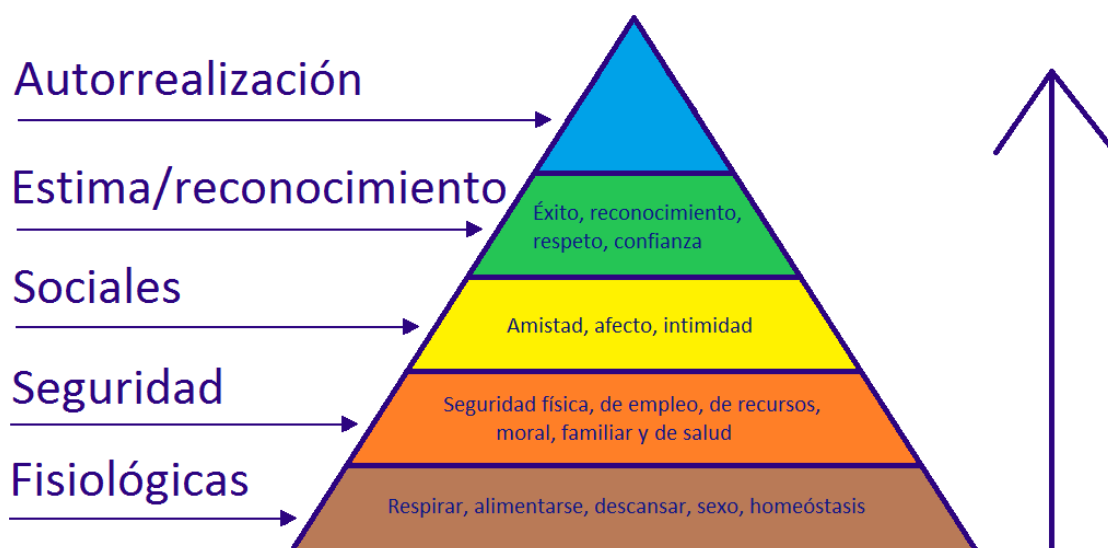 Autorrealización
Estima/reconocimiento
Éxito, reconocimiento,
respeto, confianza
Sociales
Amistad, afecto, intimidad
Seguridad
Seguridad física, de empleo, de recursos,
moral, familiar y de salud
Fisiológicas
Respirar, alimentarse, descansar, sexo, homeóstasis